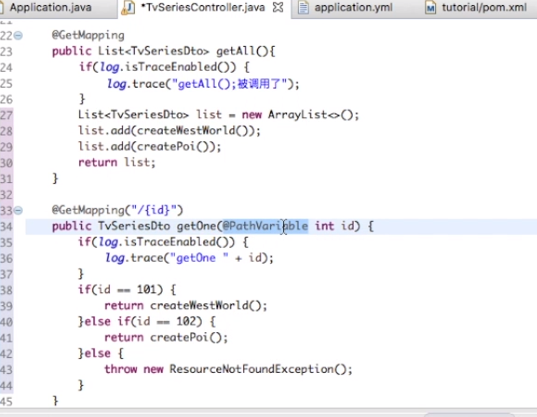 Application.java *TvSeriesController.java application.yml tutorial/pom.xml
22 @GetMapping
23 public List<TvSeriesDto> getAll(){
24 if(log.isTraceEnabled()) {
25 log.trace("getAll();被调用了");
26 }
27 List<TvSeriesDto> list = new ArrayList<>();
28 list.add(createWestWorld());
29 list.add(createPoi());
30 return list;
31 }
32
33 @GetMapping("/{id}")
34 public TvSeriesDto getOne(@PathVariable int id) {
35 if(log.isTraceEnabled()) {
36 log.trace("getOne " + id);
37 }
38 if(id == 101) {
39 return createWestWorld();
40 }else if(id == 102) {
41 return createPoi();
42 }else {
43 throw new ResourceNotFoundException();
44 }
45 }